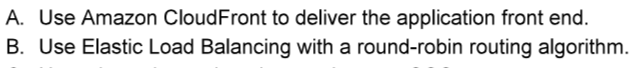 A. Use Amazon CloudFront to deliver the application front end.
B. Use Elastic Load Balancing with a round-robin routing algorithm.